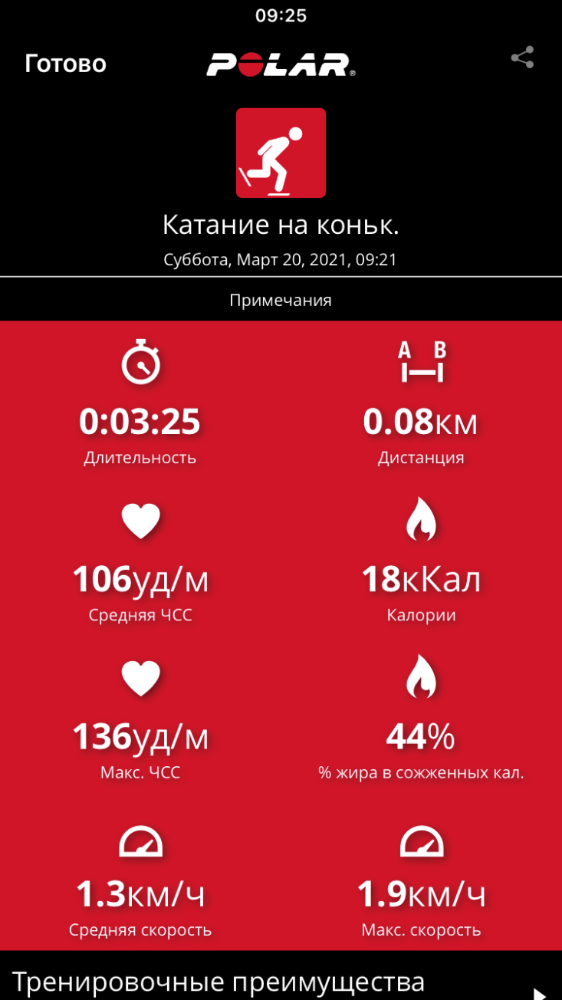 09:25
Готово
POLAR®
Катание на коньк.
Суббота, Март 20, 2021, 09:21
Примечания
A B
0:03:25
0.08км
Длительность
Дистанция
106уд/м
18кКал
Средняя ЧСС
Калории
136уд/м
44%
Макс. ЧСС
% жира в сожженных кал.
1.3км/ч
1.9км/ч
Средняя скорость
Макс. скорость
Тренировочные преимущества